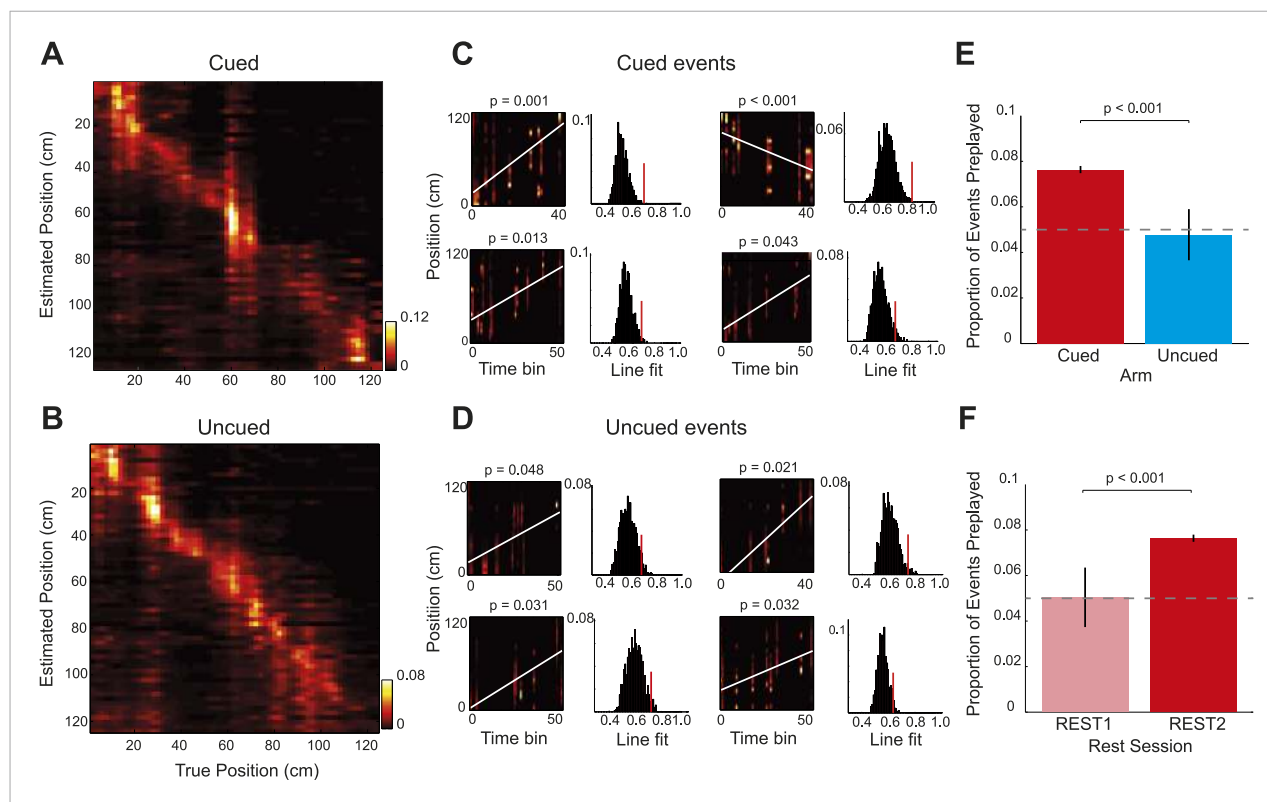 A
Cued
Estimated Position (cm)
20
40
60
80
100
120
0.12
0
20 40 60 80 100 120
B
Uncued
Estimated Position (cm)
20
40
60
80
100
120
0.08
0
20 40 60 80 100 120
True Position (cm)
C
Cued events
p = 0.001
120
0
0 40
0.1
0.4 0.6 0.8 1.0
p < 0.001
0 40
0.06
0.4 0.6 0.8 1.0
Positiion (cm)
p = 0.013
120
0
0 50
0.1
0.4 0.6 0.8 1.0
p = 0.043
0 50
0.08
0.4 0.6 0.8 1.0
Time bin
Line fit
Time bin
Line fit
D
Uncued events
p = 0.048
120
0
0 50
0.08
0.4 0.6 0.8 1.0
p = 0.021
0 40
0.08
0.4 0.6 0.8 1.0
Positiion (cm)
p = 0.031
120
0
0 50
0.08
0.4 0.6 0.8 1.0
p = 0.032
0 50
0.1
0.4 0.6 0.8 1.0
Time bin
Line fit
Time bin
Line fit
E
Proportion of Events Preplayed
0.1
0.08
0.06
0.04
0.02
0
p < 0.001
Cued
Uncued
Arm
F
Proportion of Events Preplayed
0.1
0.08
0.06
0.04
0.02
0
p < 0.001
REST1
REST2
Rest Session